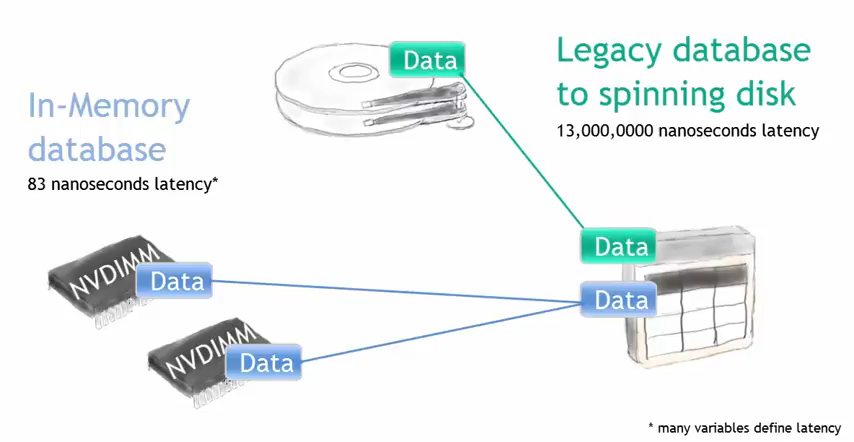 Data
Legacy database
to spinning disk
13,000,0000 nanoseconds latency
In-Memory
database
83 nanoseconds latency*
Data
NVDIMM
Data
Data
NVDIMM
Data
* many variables define latency